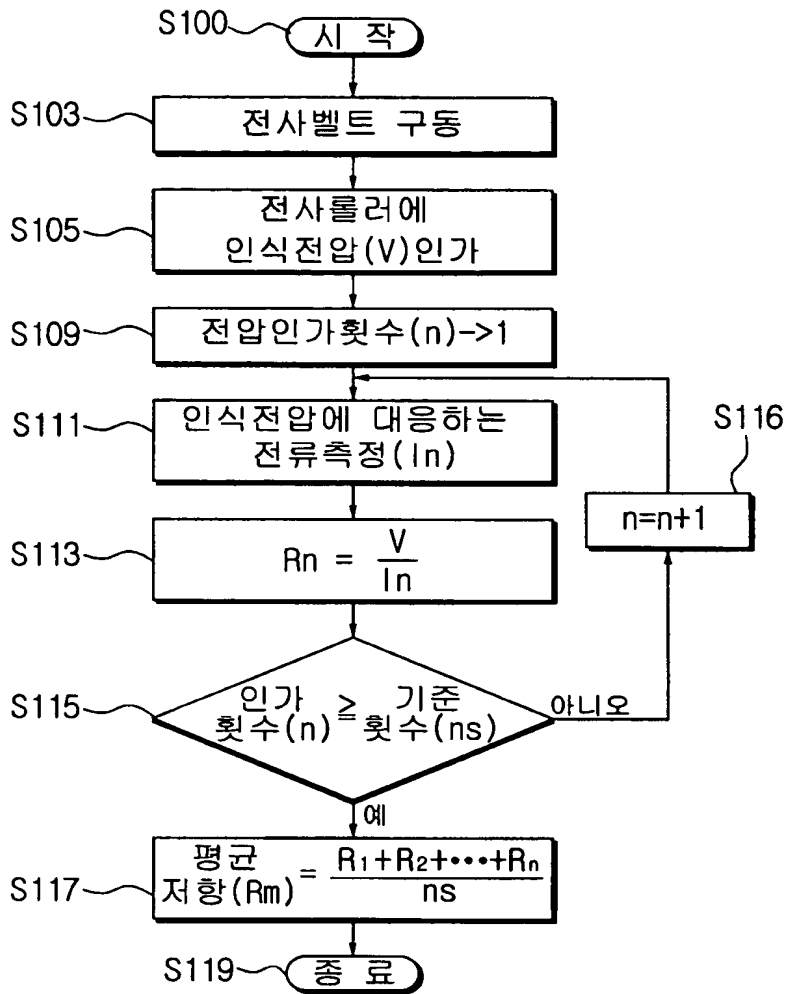 S100
시 작
S103
전사벨트 구동
S105
전사롤러에
인식전압(V)인가
S109
전압인가횟수(n)->1
S111
인식전압에 대응하는
전류측정(In)
S116
n=n+1
S113
Rn = V/In
S115
인가 ≧ 기준
횟수(n) 횟수(ns)
아니오
예
S117
평균
저항(Rm) = R1+R2+•••+Rn/ns
S119
종 료